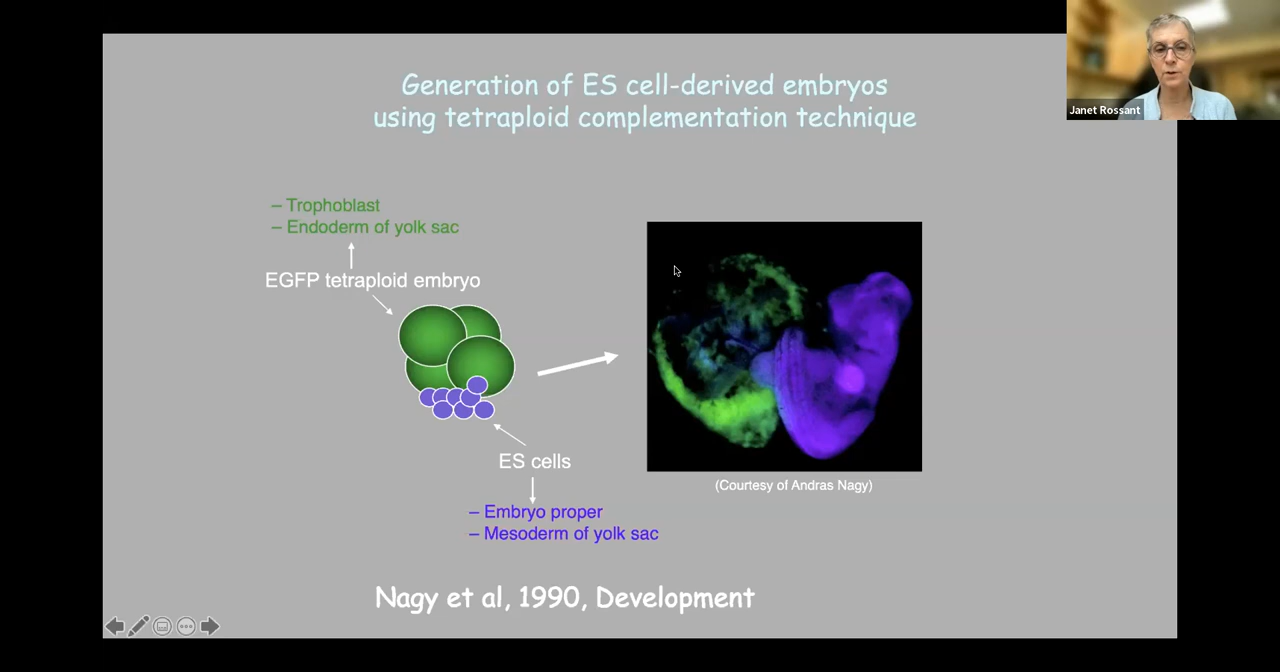 Generation of ES cell-derived embryos
using tetraploid complementation technique
Janet Rossant
– Trophoblast
– Endoderm of yolk sac
EGFP tetraploid embryo
ES cells
– Embryo proper
– Mesoderm of yolk sac
(Courtesy of Andras Nagy)
Nagy et al, 1990, Development